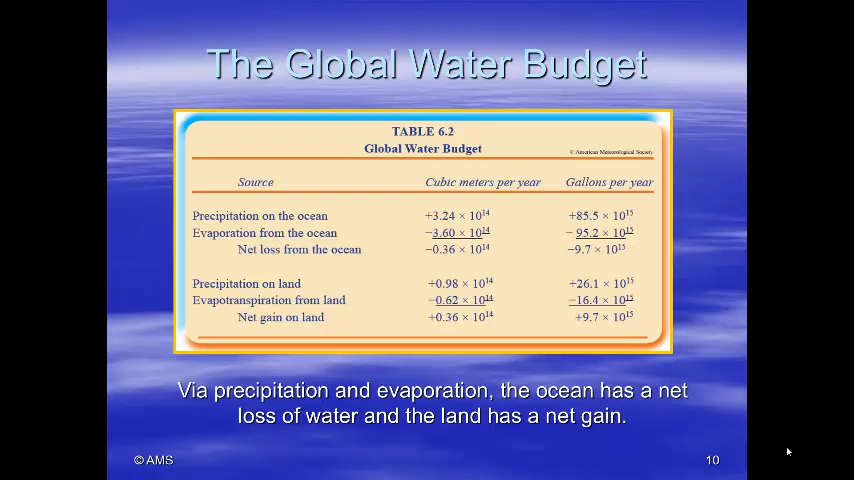 The Global Water Budget
TABLE 6.2
Global Water Budget
© American Meteorological Society
Source Cubic meters per year Gallons per year
Precipitation on the ocean +3.24 × 10¹⁴ +85.5 × 10¹⁵
Evaporation from the ocean −3.60 × 10¹⁴ − 95.2 × 10¹⁵
Net loss from the ocean −0.36 × 10¹⁴ −9.7 × 10¹⁵
Precipitation on land +0.98 × 10¹⁴ +26.1 × 10¹⁵
Evapotranspiration from land −0.62 × 10¹⁴ −16.4 × 10¹⁵
Net gain on land +0.36 × 10¹⁴ +9.7 × 10¹⁵
Via precipitation and evaporation, the ocean has a net
loss of water and the land has a net gain.
© AMS
10